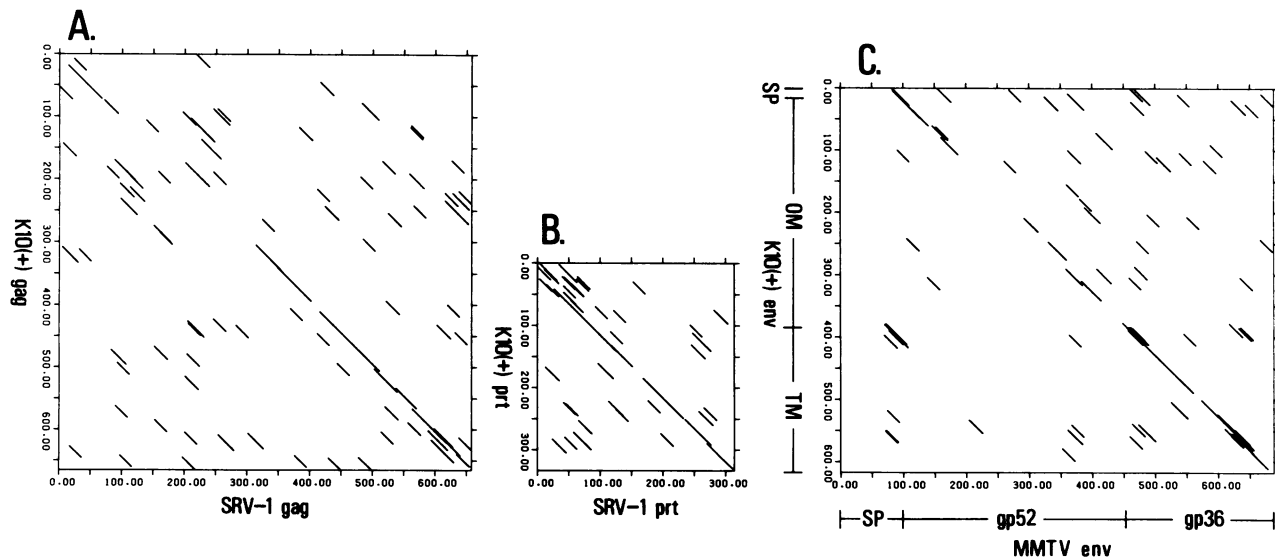 A.
0.00
100.00
200.00
300.00
400.00
500.00
600.00
K10(+) gag
0.00 100.00 200.00 300.00 400.00 500.00 600.00
SRV-1 gag
B.
0.00
100.00
200.00
300.00
K10(+) prt
0.00 100.00 200.00 300.00
SRV-1 prt
C.
SP
OM
TM
K10(+) env
0.00
100.00
200.00
300.00
400.00
500.00
600.00
0.00 100.00 200.00 300.00 400.00 500.00 600.00
SP gp52 gp36
MMTV env